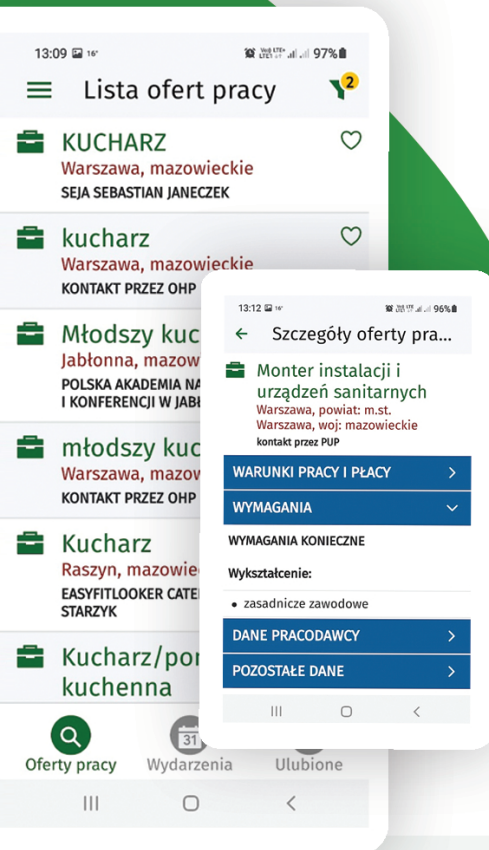 13:09 16° 97%
Lista ofert pracy 2
KUCHARZ
Warszawa, mazowieckie
SEJA SEBASTIAN JANECZEK
kucharz
Warszawa, mazowieckie
KONTAKT PRZEZ OHP
Młodszy kuc
Jabłonna, mazow
POLSKA AKADEMIA NA
I KONFERENCJI W JABŁ
młodszy kuc
Warszawa, mazow
KONTAKT PRZEZ OHP
Kucharz
Raszyn, mazowie
EASYFITLOOKER CATE
STARZYK
Kucharz/por
kuchenna
31
Oferty pracy Wydarzenia Ulubione
13:12 16° 96%
Szczegóły oferty pra...
Monter instalacji i
urządzeń sanitarnych
Warszawa, powiat: m.st.
Warszawa, woj: mazowieckie
kontakt przez PUP
WARUNKI PRACY I PŁACY
WYMAGANIA
WYMAGANIA KONIECZNE
Wykształcenie:
• zasadnicze zawodowe
DANE PRACODAWCY
POZOSTAŁE DANE